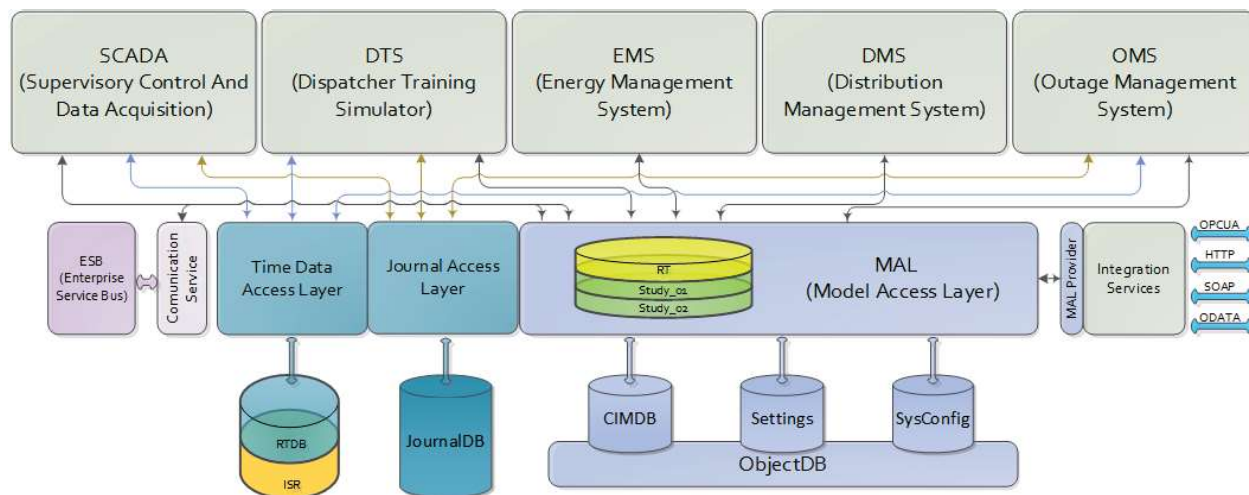 SCADA
(Supervisory Control And
Data Acquisition)
DTS
(Dispatcher Training
Simulator)
EMS
(Energy Management
System)
DMS
(Distribution
Management System)
OMS
(Outage Management
System)
ESB
(Enterprise
Service Bus)
Comunication
Service
Time Data
Access Layer
Journal Access
Layer
RT
Study_01
Study_02
MAL
(Model Access Layer)
MAL Provider
Integration
Services
OPCUA
HTTP
SOAP
ODATA
RTDB
ISR
JournalDB
CIMDB
Settings
SysConfig
ObjectDB